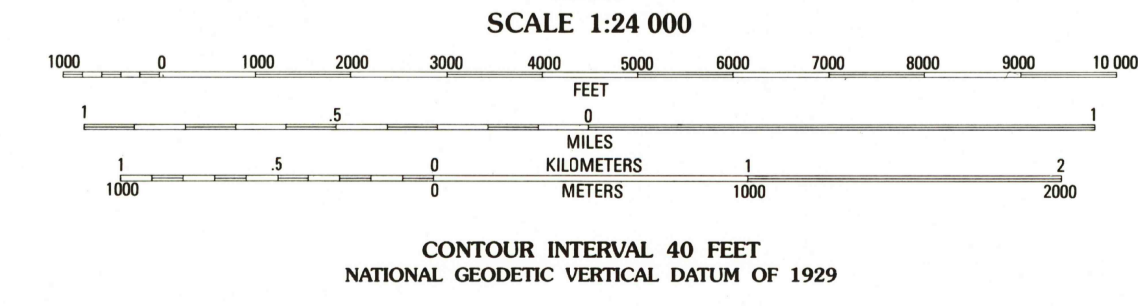 SCALE 1:24 000
1000 0 1000 2000 3000 4000 5000 6000 7000 8000 9000 10 000
FEET
1 .5 0 1
MILES
1 .5 0 KILOMETERS 1 2
1000 0 METERS 1000 2000
CONTOUR INTERVAL 40 FEET
NATIONAL GEODETIC VERTICAL DATUM OF 1929